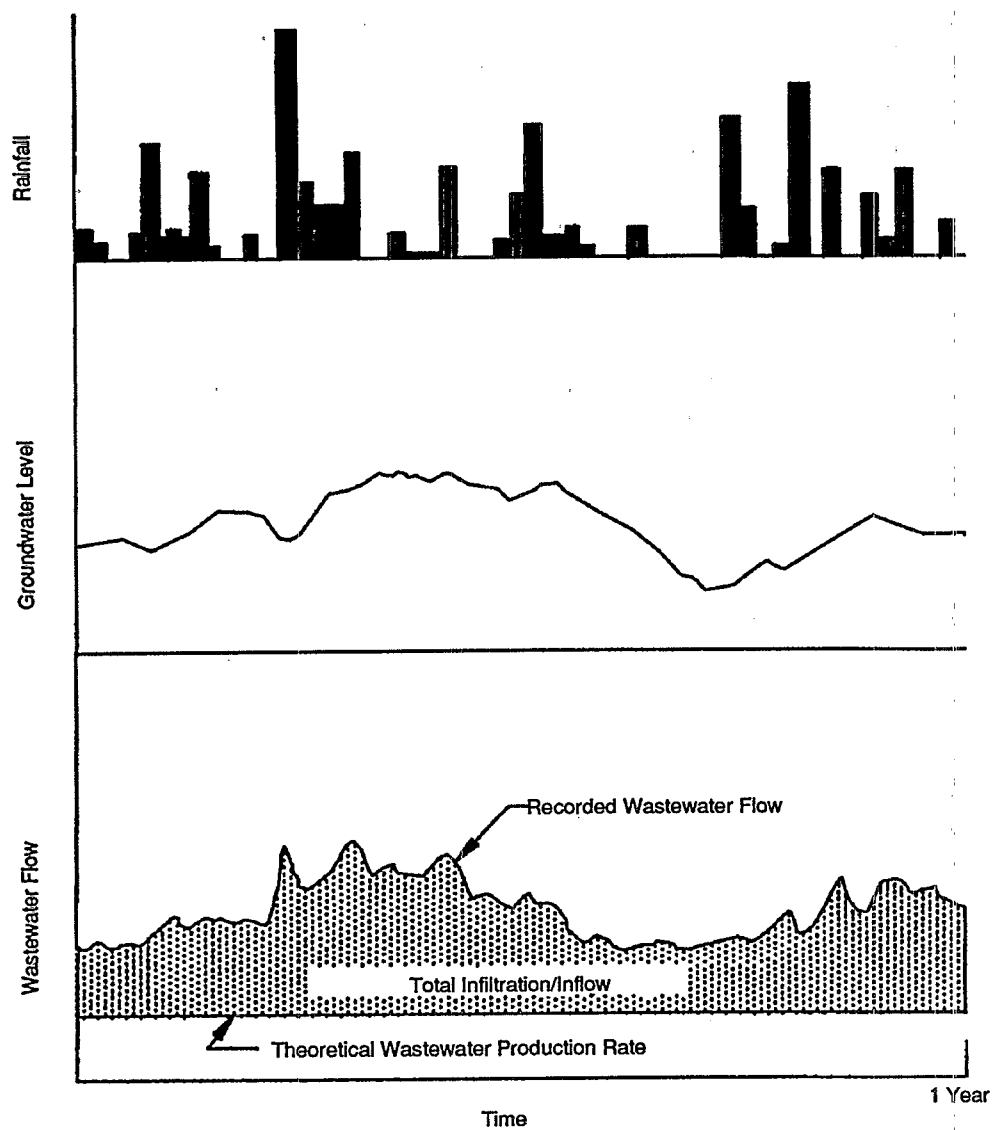 Rainfall
Groundwater Level
Wastewater Flow
Recorded Wastewater Flow
Total Infiltration/Inflow
Theoretical Wastewater Production Rate
1 Year
Time